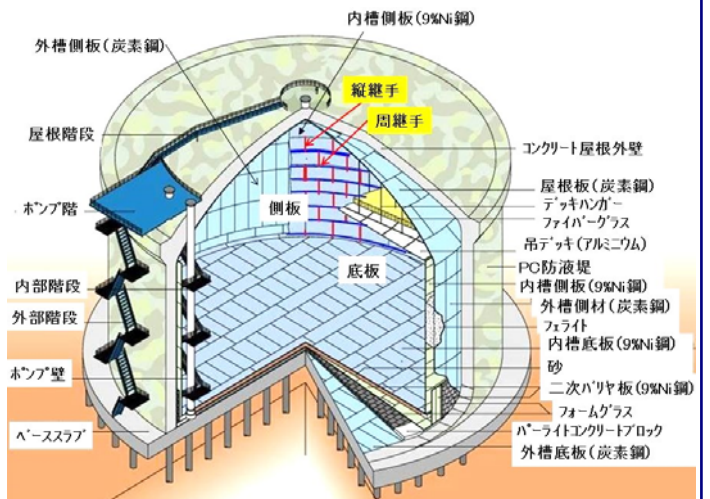 内槽側板(9%Ni鋼)
外槽側板(炭素鋼)
縦継手
周継手
屋根階段
コンクリート屋根外壁
屋根板(炭素鋼)
デッキハンガー
ファイバーグラス
側板
ポンプ階
吊デッキ(アルミニウム)
底板
PC防液堤
内部階段
内槽側板(9%Ni鋼)
外槽側材(炭素鋼)
外部階段
フェライト
内槽底板(9%Ni鋼)
砂
ポンプ壁
二次バリヤ板(9%Ni鋼)
フォームグラス
ベーススラブ
パーライトコンクリートブロック
外槽底板(炭素鋼)